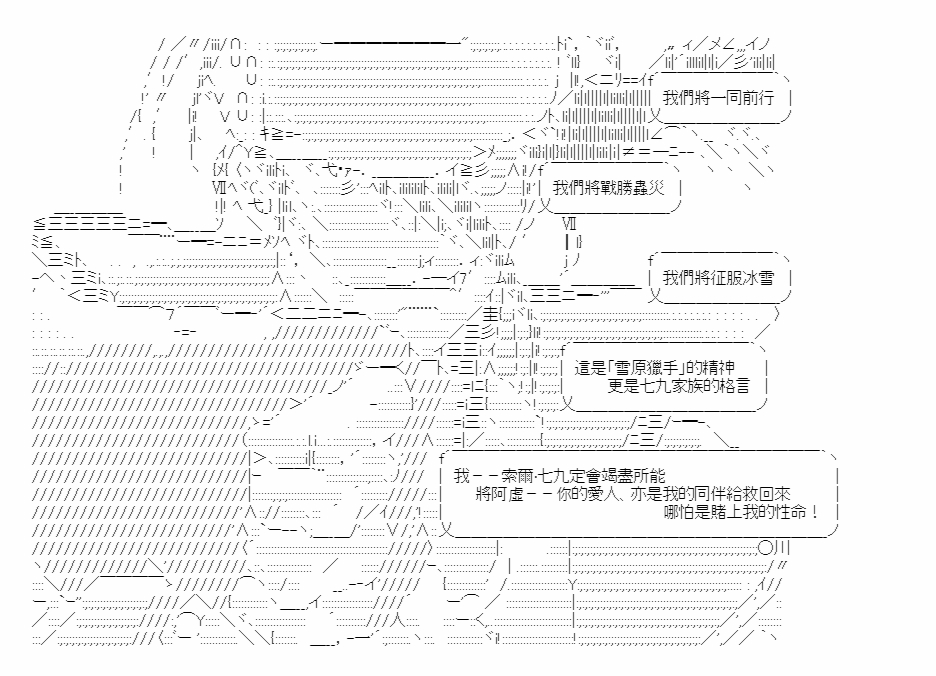 我們將一同前行
我們將戰勝蟲災
我們將征服冰雪
這是「雪原獵手」的精神
更是七九家族的格言
我－－索爾·七九定會竭盡所能
將阿虛－－你的愛人、亦是我的同伴給救回來
哪怕是賭上我的性命！